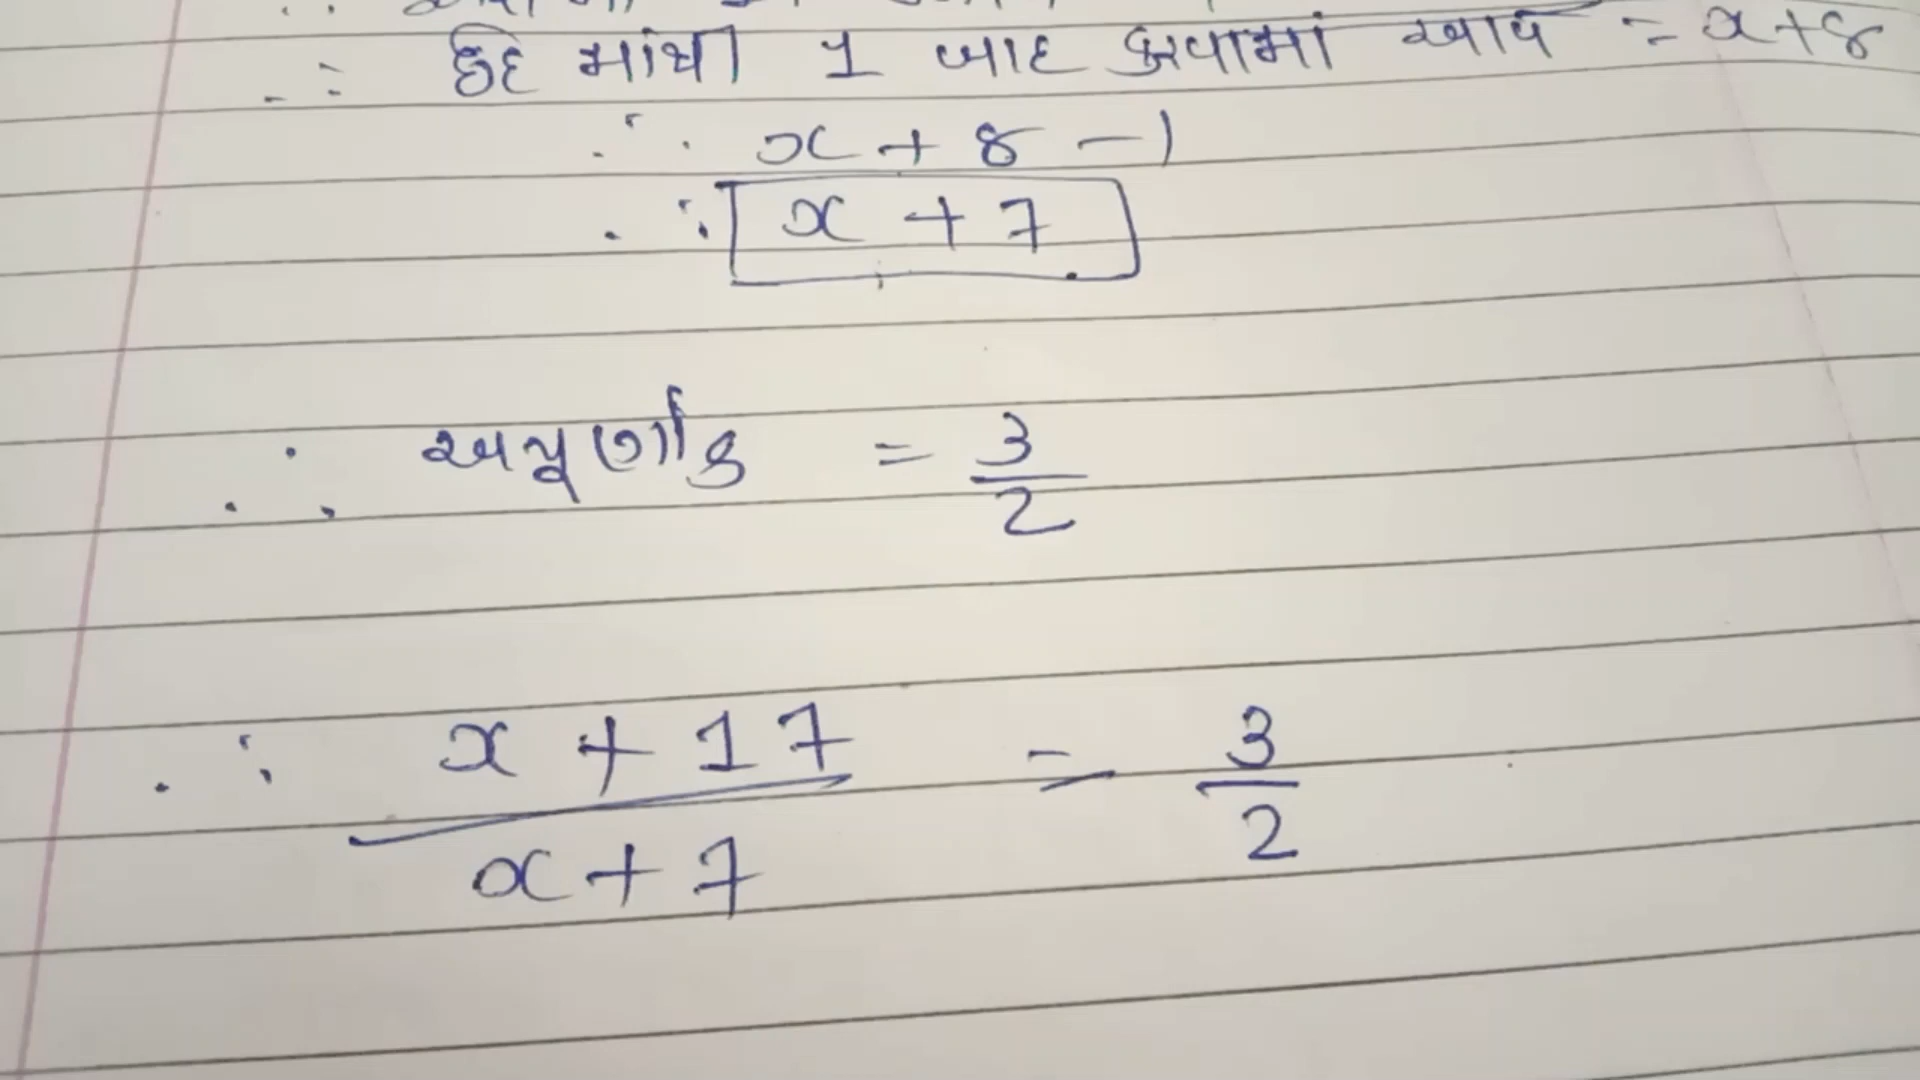 ∴ છેદ માંથી 1 બાદ કરવામાં આવે = x+8
∴ x + 8 - 1
∴ x + 7
∴ અપૂર્ણાંક = 3/2
∴ x + 17 / x + 7 = 3/2